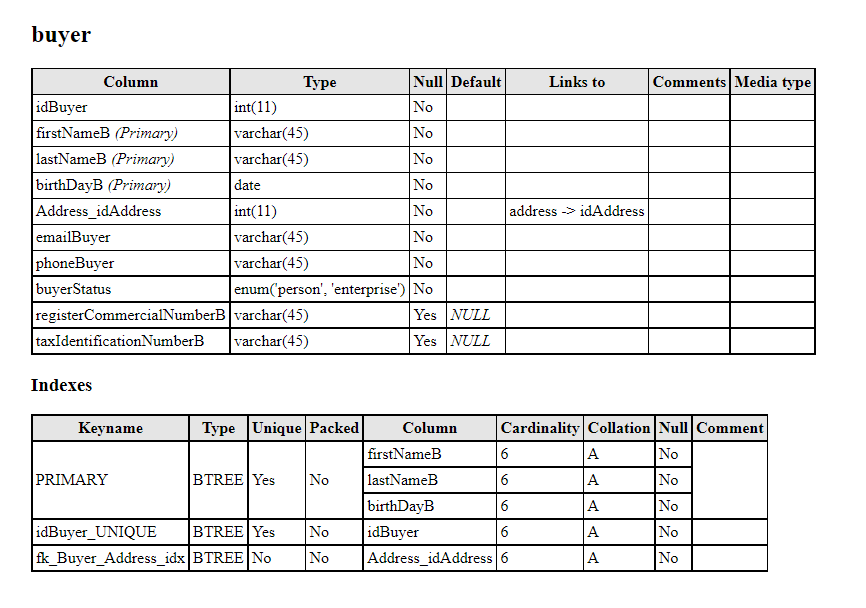 buyer
Column Type Null Default Links to Comments Media type
idBuyer int(11) No
firstNameB (Primary) varchar(45) No
lastNameB (Primary) varchar(45) No
birthDayB (Primary) date No
Address_idAddress int(11) No address -> idAddress
emailBuyer varchar(45) No
phoneBuyer varchar(45) No
buyerStatus enum('person', 'enterprise') No
registerCommercialNumberB varchar(45) Yes NULL
taxIdentificationNumberB varchar(45) Yes NULL
Indexes
Keyname Type Unique Packed Column Cardinality Collation Null Comment
PRIMARY BTREE Yes No firstNameB 6 A No
lastNameB 6 A No
birthDayB 6 A No
idBuyer_UNIQUE BTREE Yes No idBuyer 6 A No
fk_Buyer_Address_idx BTREE No No Address_idAddress 6 A No